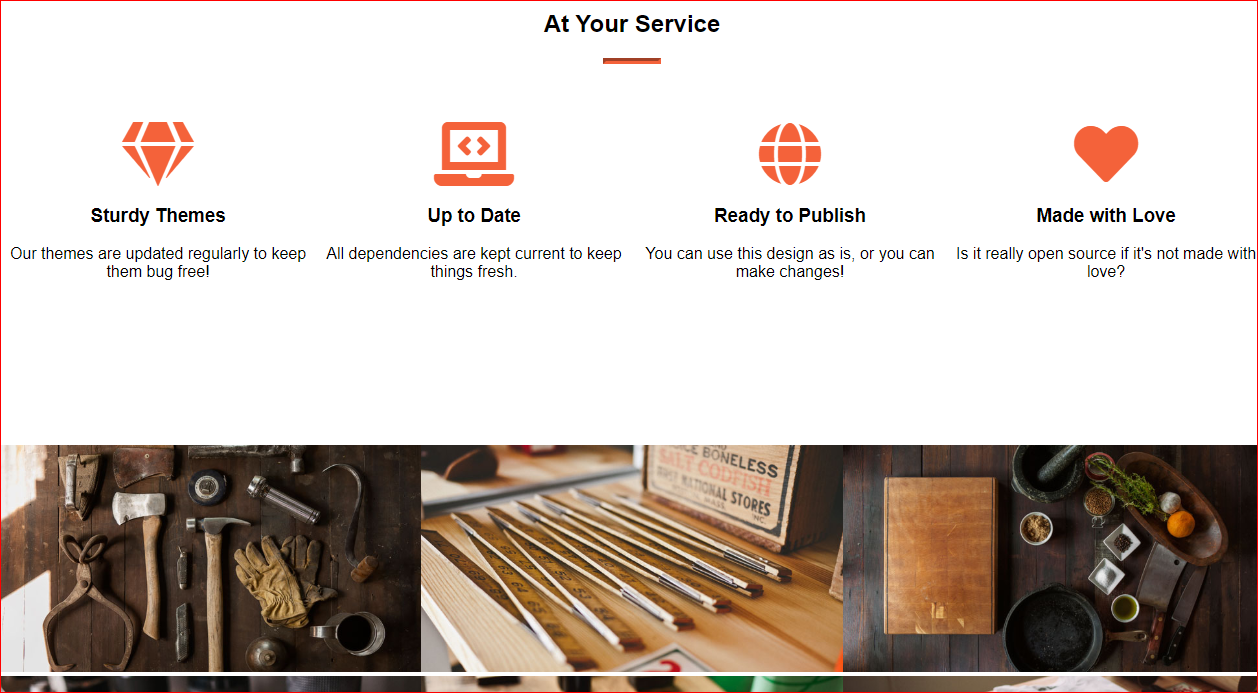 At Your Service
Sturdy Themes
Our themes are updated regularly to keep
them bug free!
Up to Date
All dependencies are kept current to keep
things fresh.
Ready to Publish
You can use this design as is, or you can
make changes!
Made with Love
Is it really open source if it's not made with
love?
BONELESS
SALT CODFISH
NATIONAL STORES
MASS.
INC.